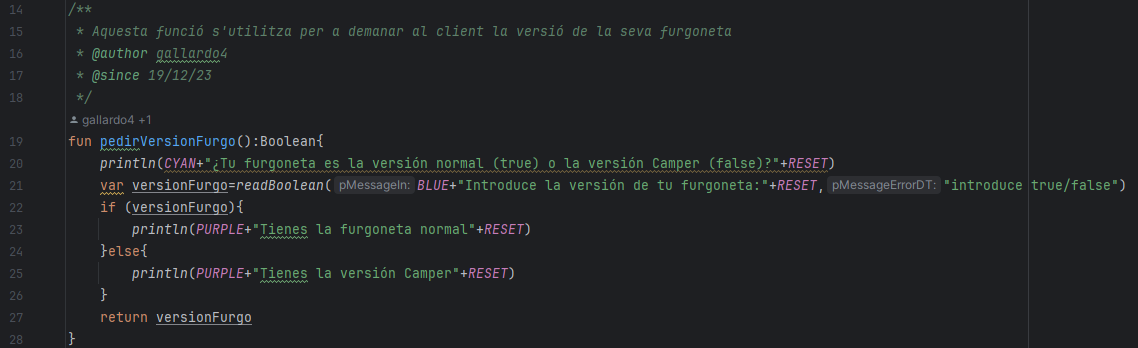 14 /**
15 * Aquesta funció s'utilitza per a demanar al client la versió de la seva furgoneta
16 * @author gallardo4
17 * @since 19/12/23
18 */
gallardo4 +1
19 fun pedirVersionFurgo():Boolean{
20 println(CYAN+"¿Tu furgoneta es la versión normal (true) o la versión Camper (false)?"+RESET)
21 var versionFurgo=readBoolean( pMessageIn: BLUE+"Introduce la versión de tu furgoneta:"+RESET, pMessageErrorDT: "introduce true/false")
22 if (versionFurgo){
23 println(PURPLE+"Tienes la furgoneta normal"+RESET)
24 }else{
25 println(PURPLE+"Tienes la versión Camper"+RESET)
26 }
27 return versionFurgo
28 }